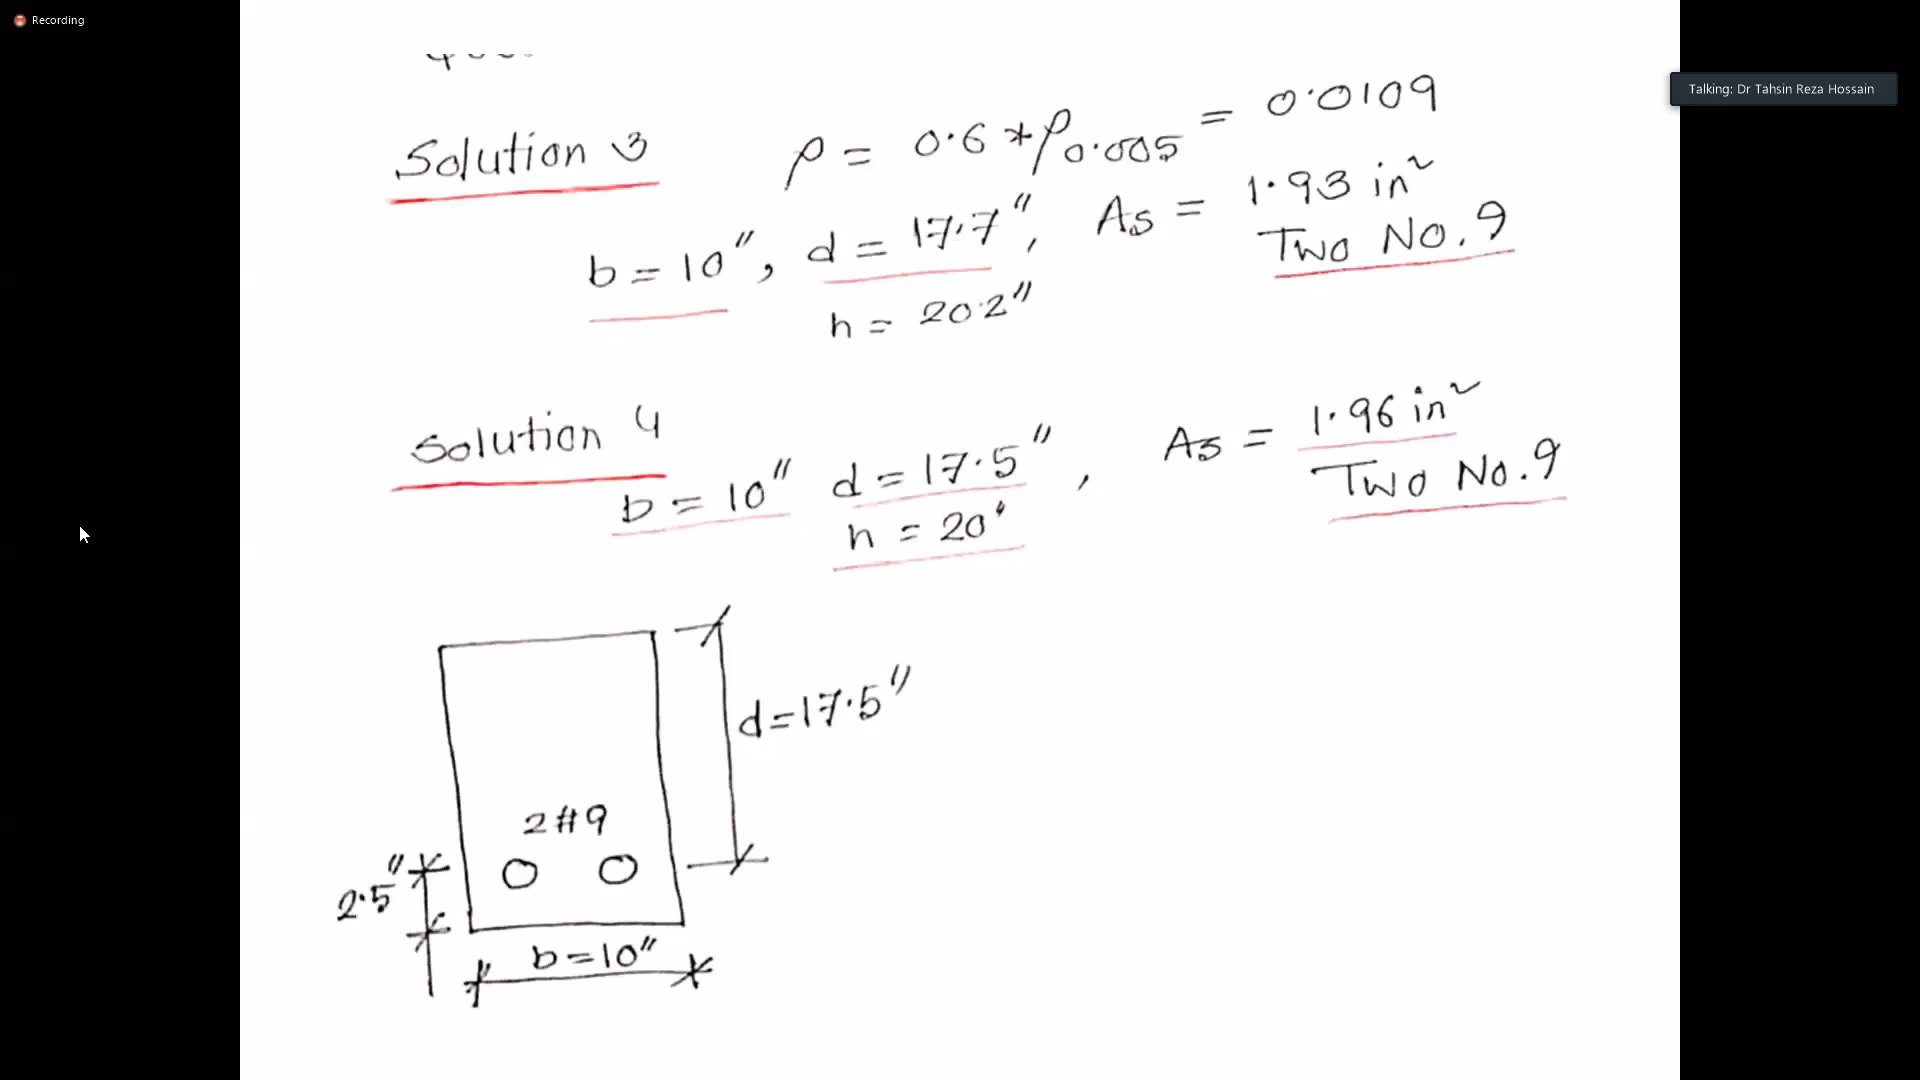 Recording
Talking: Dr Tahsin Reza Hossain
Solution 3 ρ = 0.6 * ρ0.005 = 0.0109
b = 10", d = 17.7", As = 1.93 in²
Two No. 9
h = 20.2"
Solution 4
b = 10" d = 17.5", As = 1.96 in²
h = 20"
Two No. 9
d = 17.5"
2#9
2.5"
b = 10"